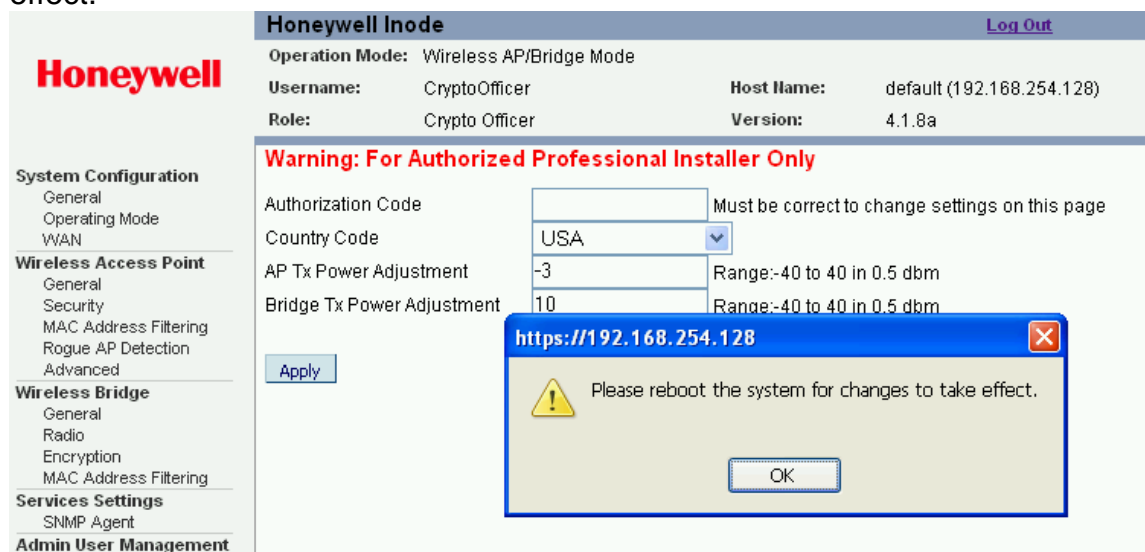 effect.
Honeywell Inode Log Out
Honeywell
Operation Mode: Wireless AP/Bridge Mode
Username: CryptoOfficer Host Name: default (192.168.254.128)
Role: Crypto Officer Version: 4.1.8a
System Configuration
General
Operating Mode
WAN
Wireless Access Point
General
Security
MAC Address Filtering
Rogue AP Detection
Advanced
Wireless Bridge
General
Radio
Encryption
MAC Address Filtering
Services Settings
SNMP Agent
Admin User Management
Warning: For Authorized Professional Installer Only
Authorization Code Must be correct to change settings on this page
Country Code USA
AP Tx Power Adjustment -3 Range:-40 to 40 in 0.5 dbm
Bridge Tx Power Adjustment 10 Range:-40 to 40 in 0.5 dbm
Apply
https://192.168.254.128
Please reboot the system for changes to take effect.
OK